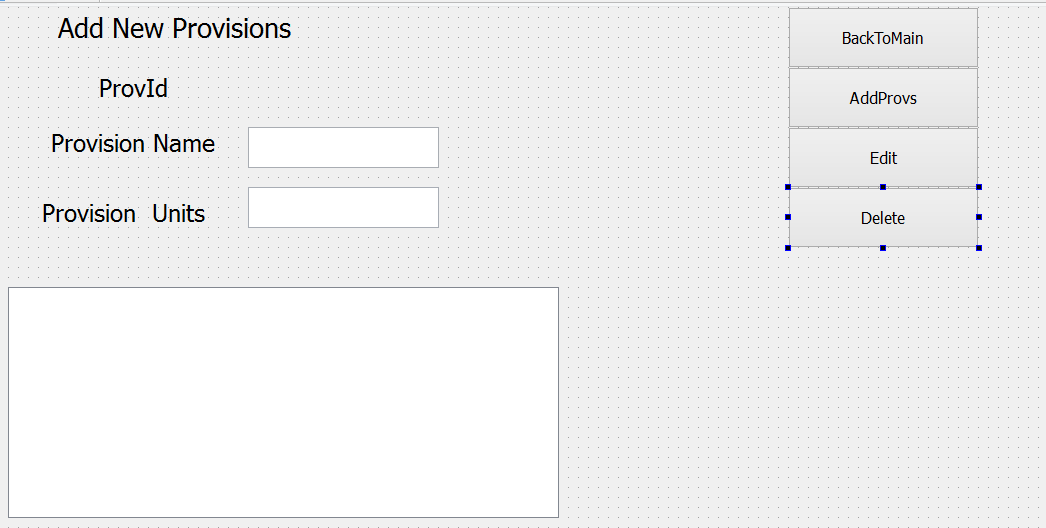 Add New Provisions
ProvId
Provision Name
Provision  Units
BackToMain
AddProvs
Edit
Delete